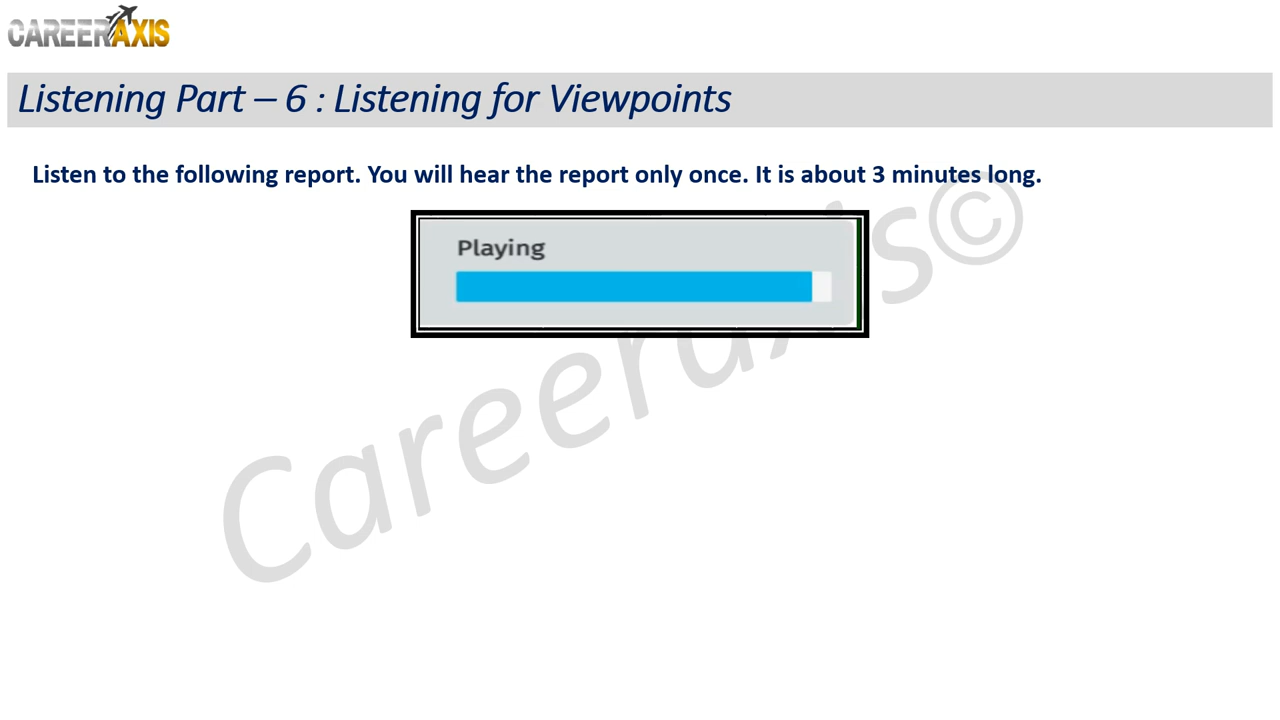 CAREERAXIS
Listening Part – 6 : Listening for Viewpoints
Listen to the following report. You will hear the report only once. It is about 3 minutes long.
Playing
Careeraxis©